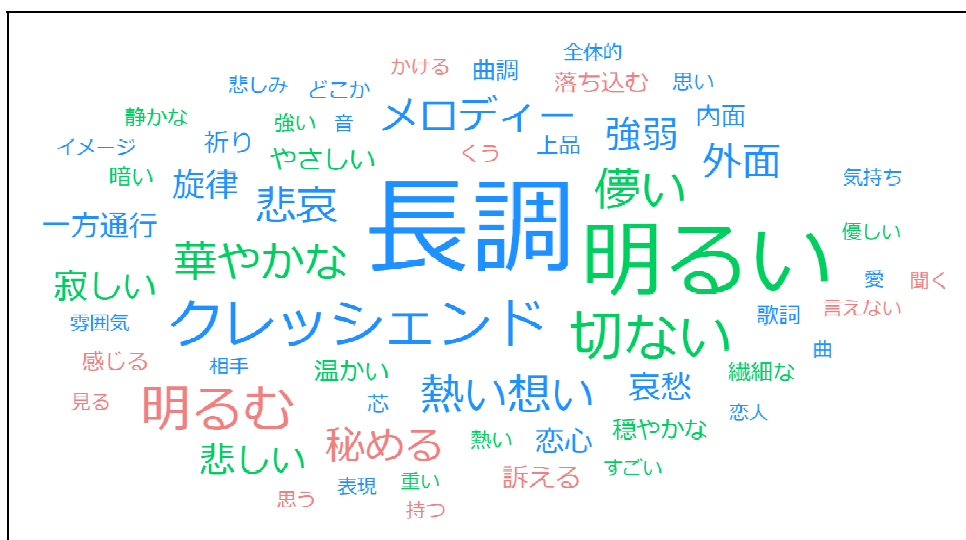 全体的
かける 曲調 落ち込む 思い
悲しみ どこか
静かな 強い 音 メロディー 強弱 内面
イメージ 祈り やさしい くう 上品 外面
暗い 旋律 悲哀 長調 儚い 気持ち
一方通行 華やかな 明るい 優しい
寂しい 愛 聞く
雰囲気 クレッシェンド 切ない 歌詞 言えない
感じる 相手 温かい 曲
見る 明るむ 芯 熱い想い 哀愁 繊細な
恋人
悲しい 秘める 熱い 恋心 穏やかな
思う 表現 重い 訴える すごい
持つ